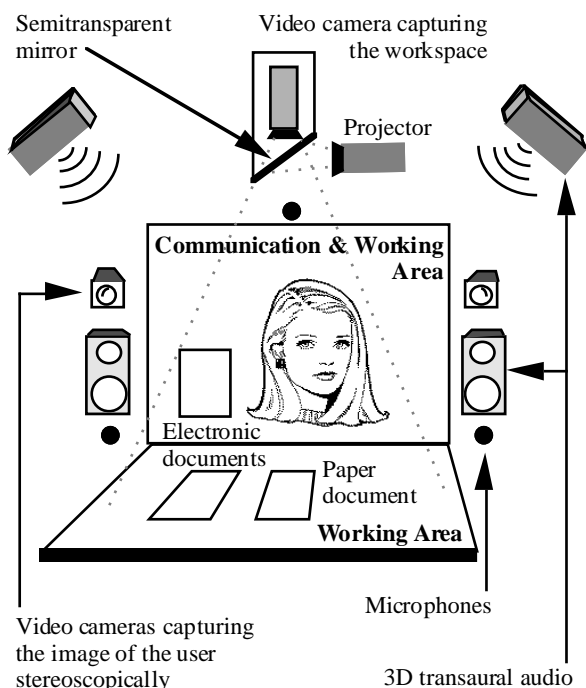 Semitransparent
mirror
Video camera capturing
the workspace
Projector
Communication & Working
Area
Electronic
documents
Paper
document
Working Area
Microphones
Video cameras capturing
the image of the user
stereoscopically
3D transaural audio